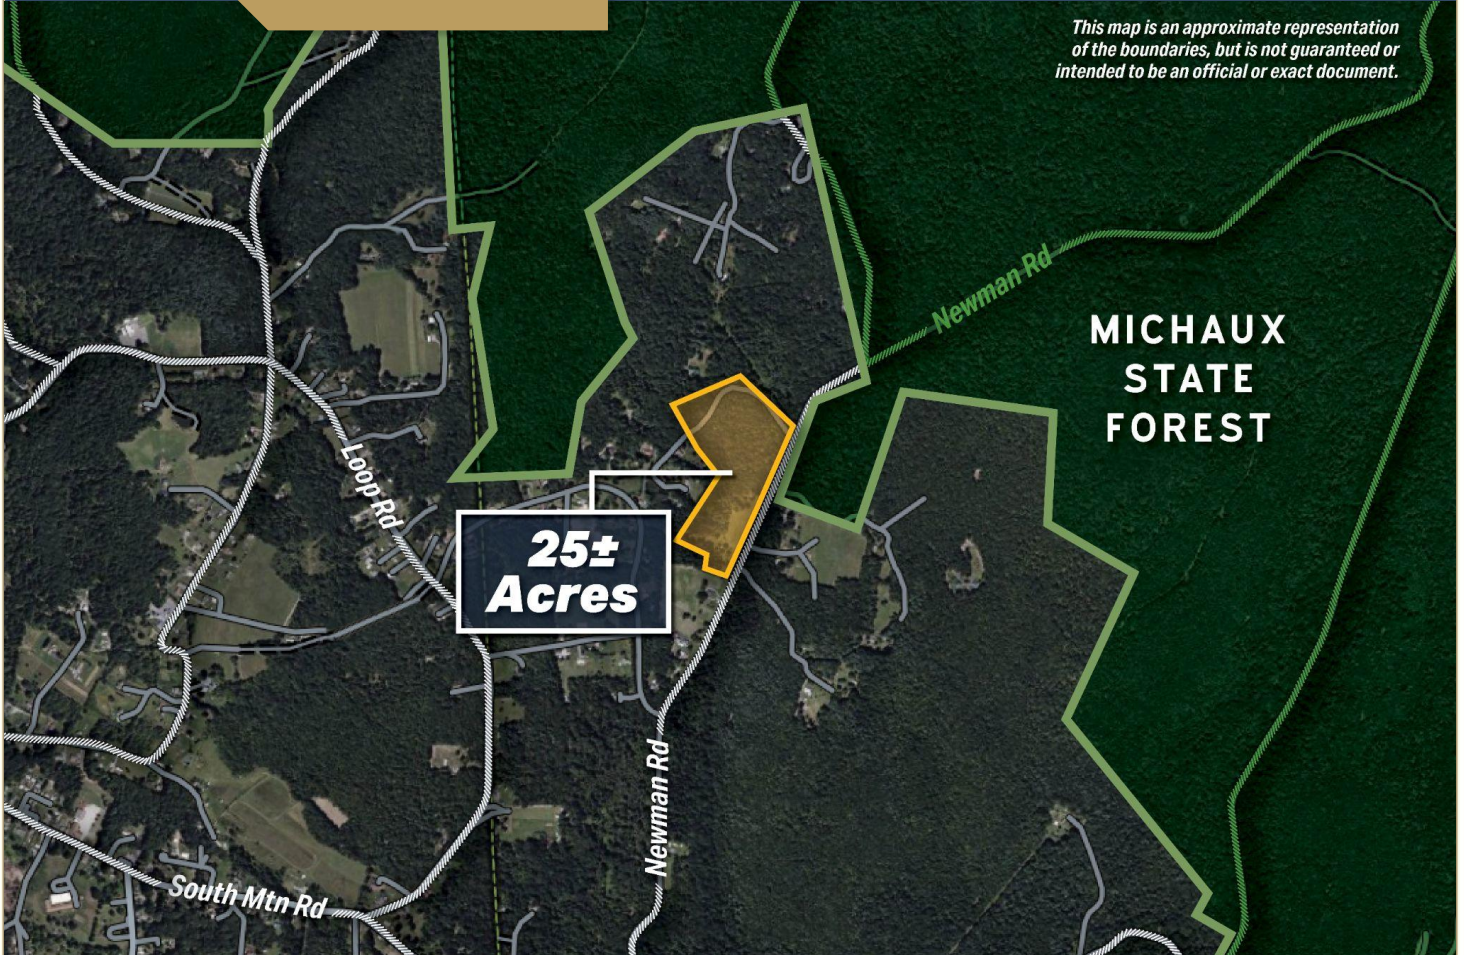 This map is an approximate representation
of the boundaries, but is not guaranteed or
intended to be an official or exact document.
Newman Rd
MICHAUX
STATE
FOREST
Loop Rd
25±
Acres
Newman Rd
South Mtn Rd